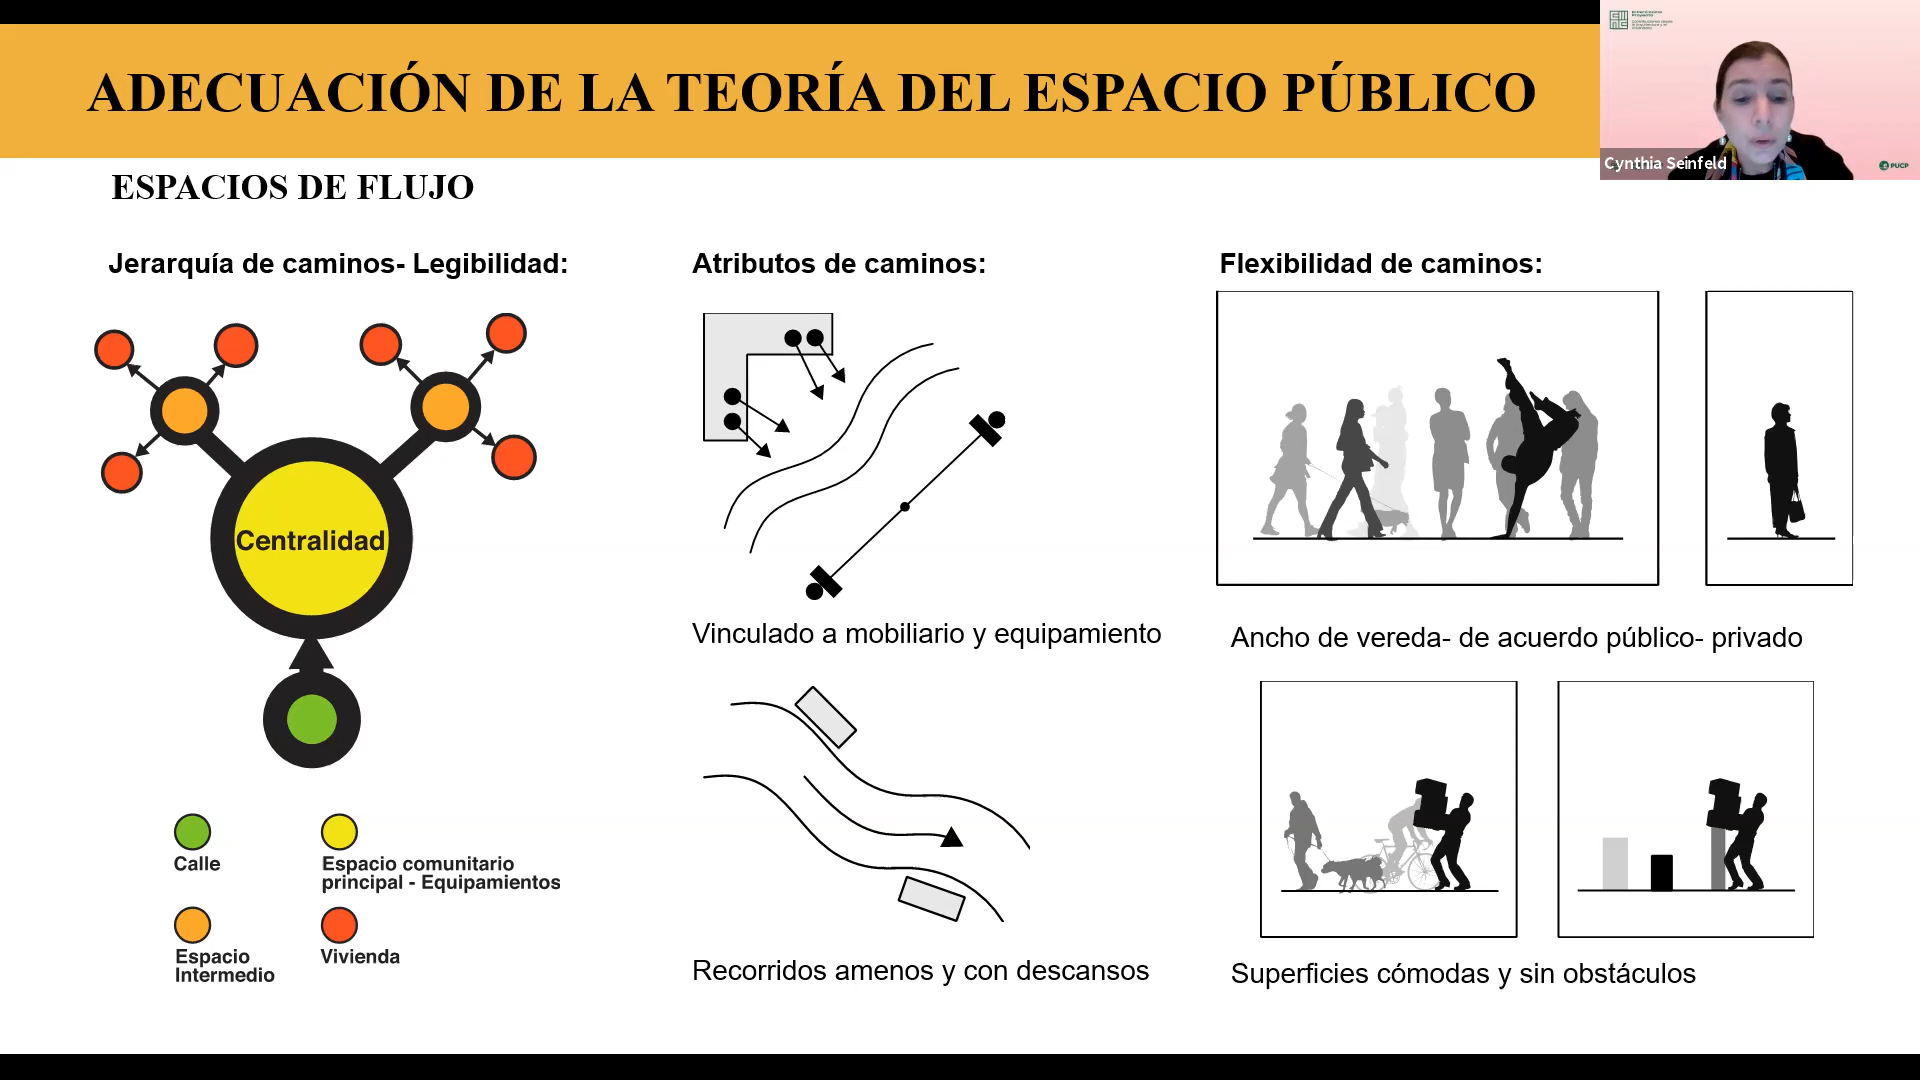 ADECUACIÓN DE LA TEORÍA DEL ESPACIO PÚBLICO
Cynthia Seinfeld
PUCP
ESPACIOS DE FLUJO
Jerarquía de caminos- Legibilidad:
Centralidad
Calle
Espacio comunitario
principal - Equipamientos
Espacio
Intermedio
Vivienda
Atributos de caminos:
Vinculado a mobiliario y equipamiento
Recorridos amenos y con descansos
Flexibilidad de caminos:
Ancho de vereda- de acuerdo público- privado
Superficies cómodas y sin obstáculos